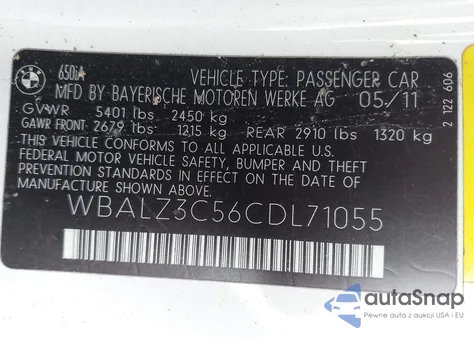 BMW
650iA
VEHICLE TYPE: PASSENGER CAR
MFD BY BAYERISCHE MOTOREN WERKE AG 05/11
GVWR 5401 lbs 2450 kg
GAWR FRONT 2679 lbs 1215 kg REAR 2910 lbs 1320 kg
THIS VEHICLE CONFORMS TO ALL APPLICABLE U.S.
FEDERAL MOTOR VEHICLE SAFETY, BUMPER AND THEFT
PREVENTION STANDARDS IN EFFECT ON THE DATE OF
MANUFACTURE SHOWN ABOVE.
WBALZ3C56CDL71055
2 122 606
autoSnap
Pewne auta z aukcji USA i EU